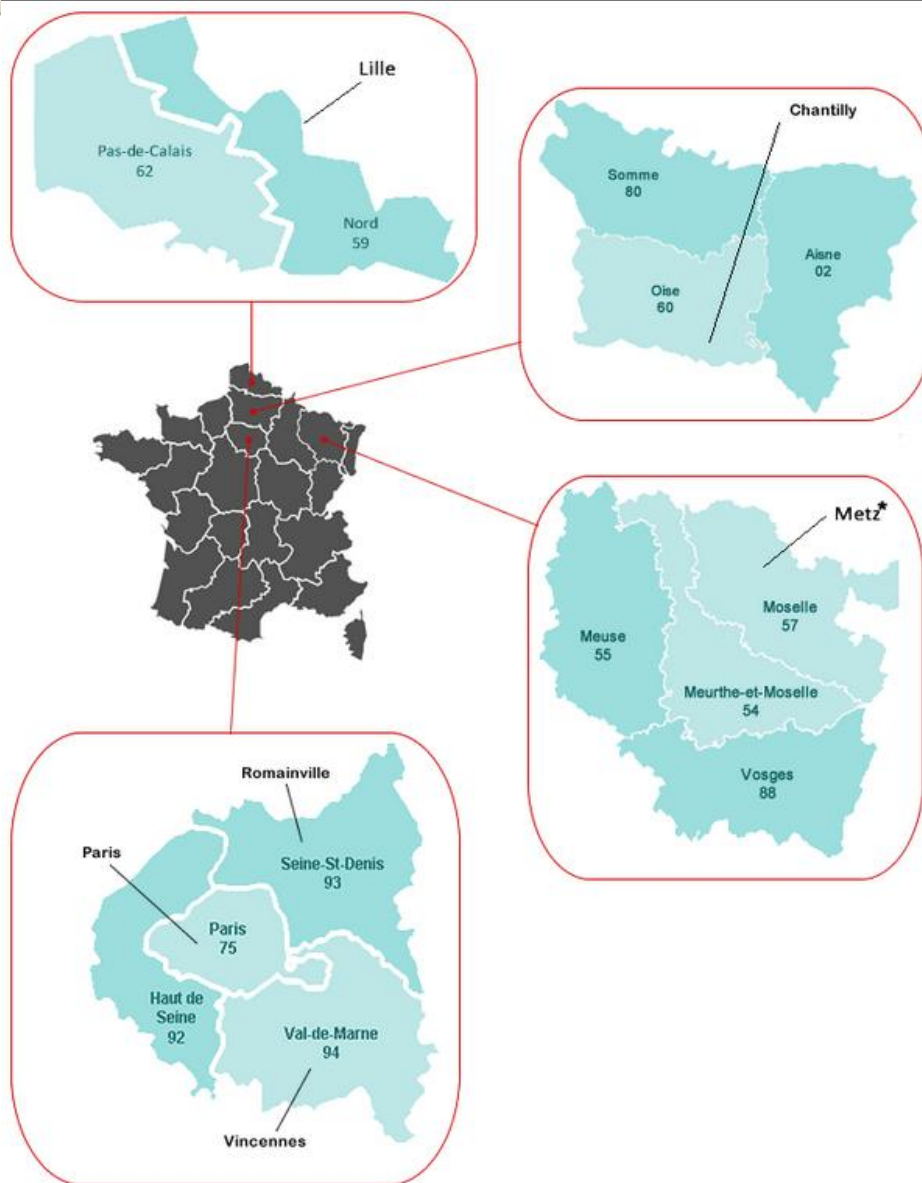 Lille
Pas-de-Calais
62
Nord
59
Chantilly
Somme
80
Aisne
02
Oise
60
Metz*
Moselle
57
Meuse
55
Meurthe-et-Moselle
54
Vosges
88
Romainville
Paris
Seine-St-Denis
93
Paris
75
Haut de
Seine
92
Val-de-Marne
94
Vincennes